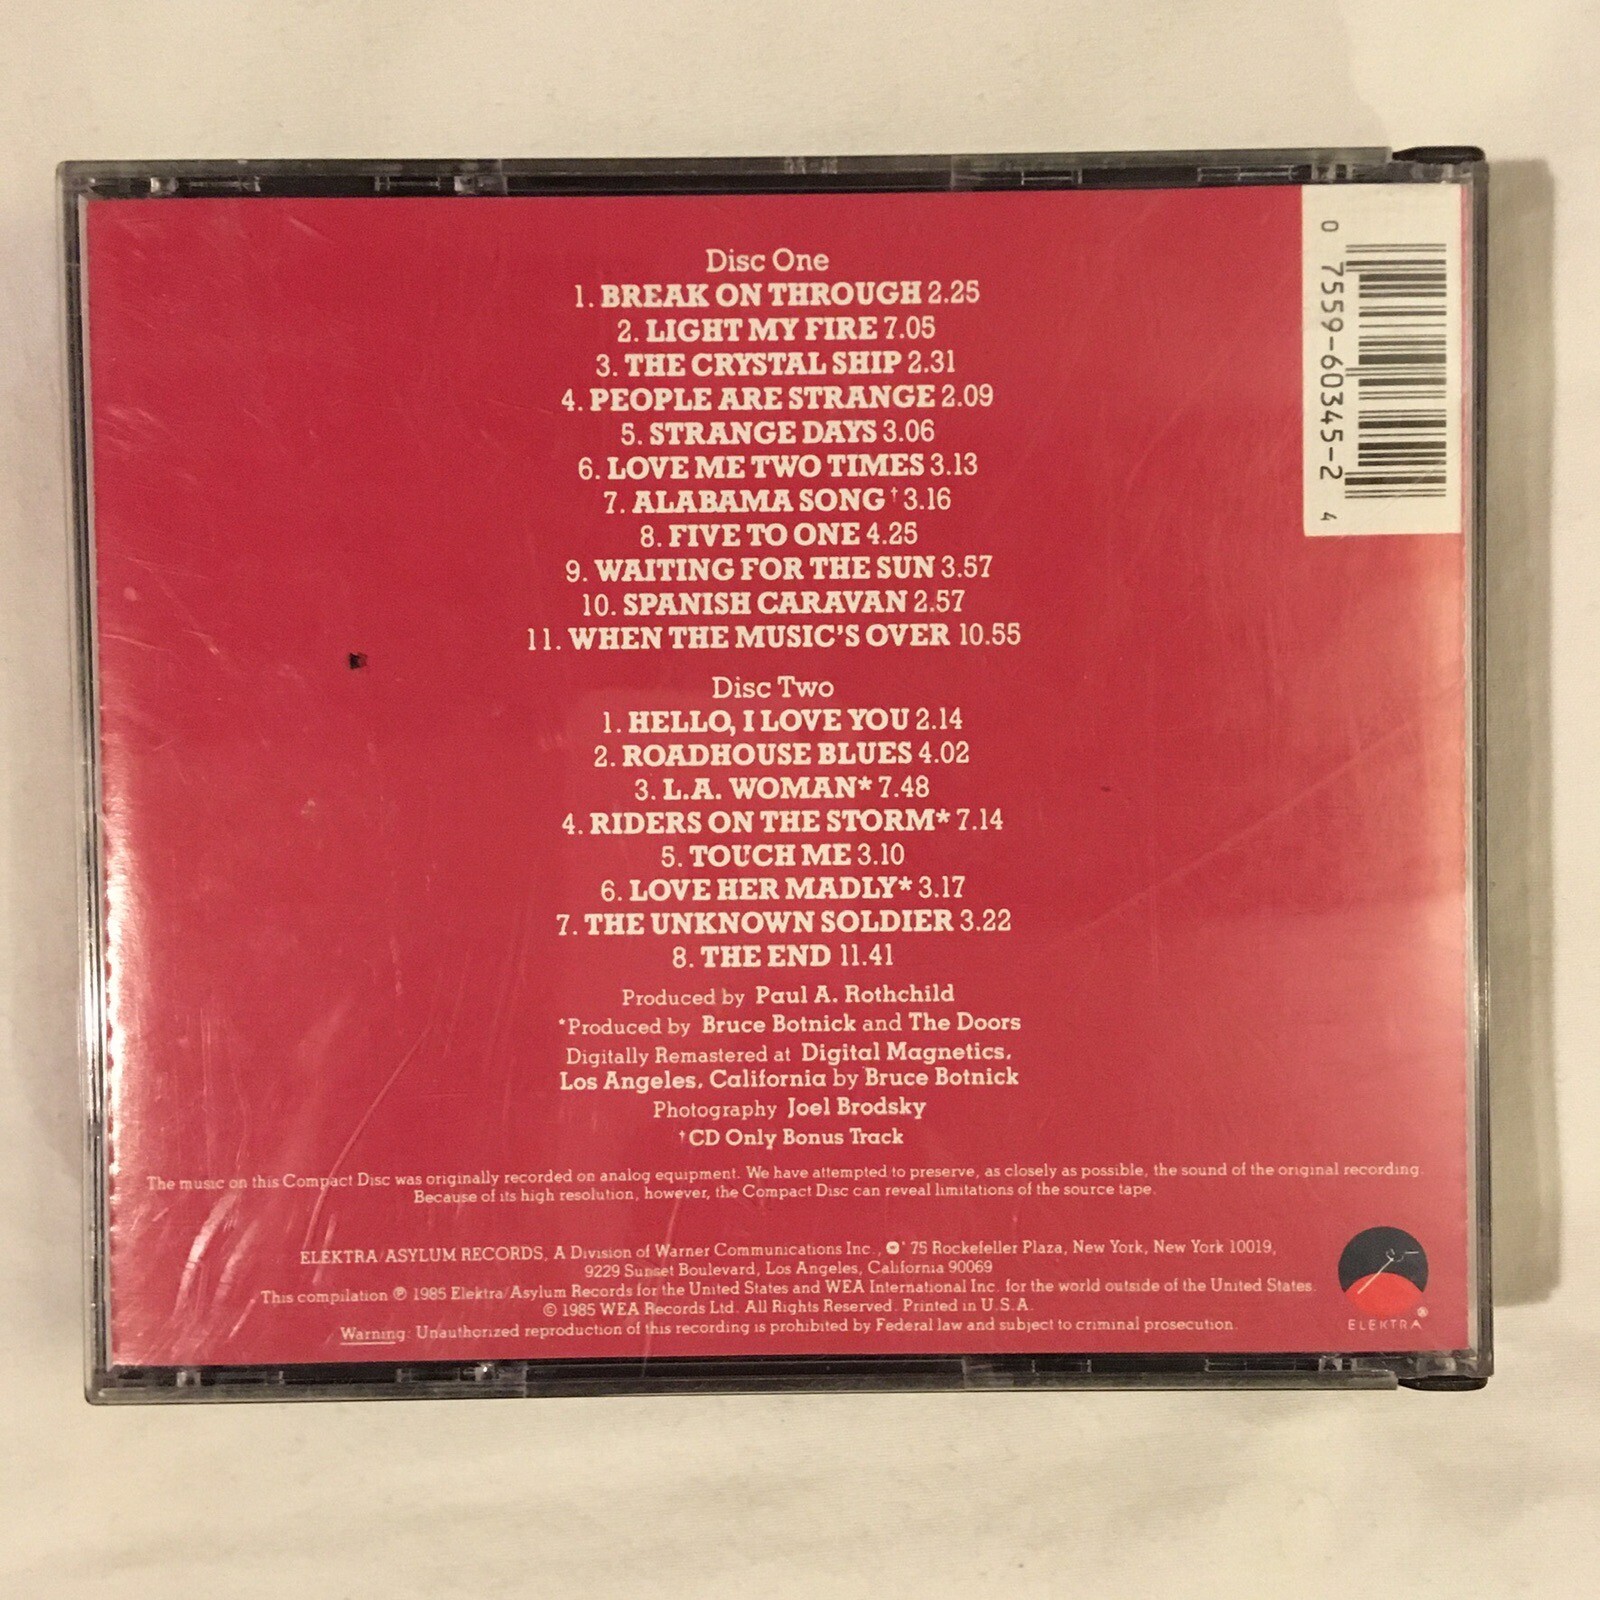 Disc One
1. BREAK ON THROUGH 2.25
2. LIGHT MY FIRE 7.05
3. THE CRYSTAL SHIP 2.31
4. PEOPLE ARE STRANGE 2.09
5. STRANGE DAYS 3.06
6. LOVE ME TWO TIMES 3.13
7. ALABAMA SONG † 3.16
8. FIVE TO ONE 4.25
9. WAITING FOR THE SUN 3.57
10. SPANISH CARAVAN 2.57
11. WHEN THE MUSIC'S OVER 10.55
Disc Two
1. HELLO, I LOVE YOU 2.14
2. ROADHOUSE BLUES 4.02
3. L.A. WOMAN* 7.48
4. RIDERS ON THE STORM* 7.14
5. TOUCH ME 3.10
6. LOVE HER MADLY* 3.17
7. THE UNKNOWN SOLDIER 3.22
8. THE END 11.41
Produced by Paul A. Rothchild
*Produced by Bruce Botnick and The Doors
Digitally Remastered at Digital Magnetics,
Los Angeles, California by Bruce Botnick
Photography Joel Brodsky
†CD Only Bonus Track
The music on this Compact Disc was originally recorded on analog equipment. We have attempted to preserve, as closely as possible, the sound of the original recording.
Because of its high resolution, however, the Compact Disc can reveal limitations of the source tape.
ELEKTRA/ASYLUM RECORDS, A Division of Warner Communications Inc., 75 Rockefeller Plaza, New York, New York 10019,
9229 Sunset Boulevard, Los Angeles, California 90069
This compilation ℗ 1985 Elektra/Asylum Records for the United States and WEA International Inc. for the world outside of the United States.
© 1985 WEA Records Ltd. All Rights Reserved. Printed in U.S.A.
Warning: Unauthorized reproduction of this recording is prohibited by Federal law and subject to criminal prosecution.
ELEKTRA®
0 7559-60345-2 4